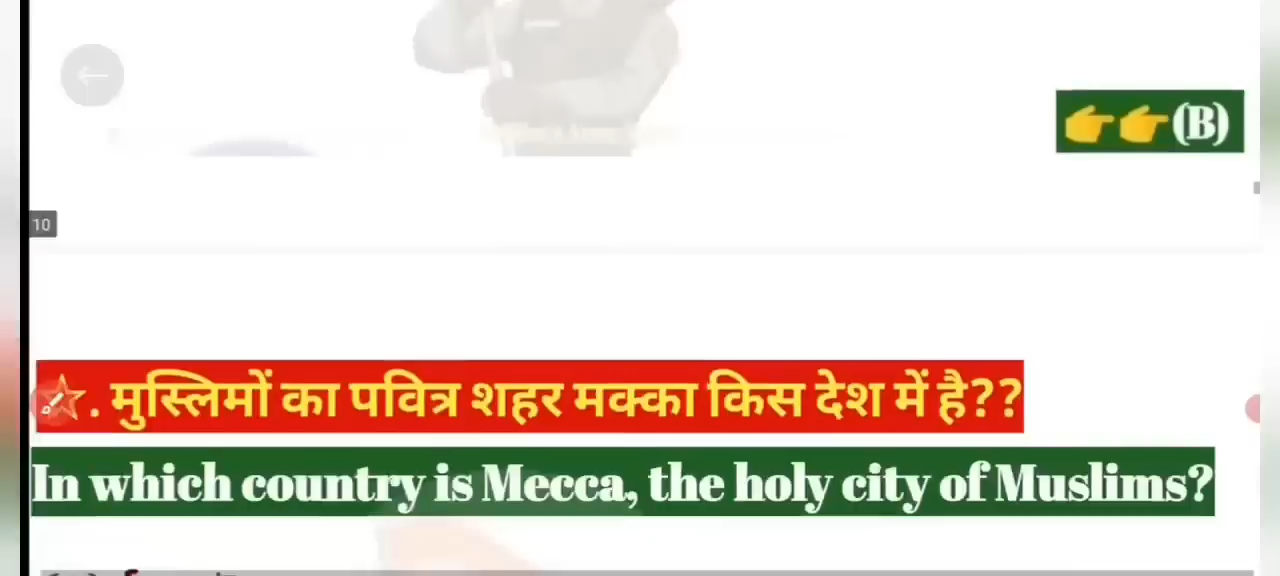 👉👉(B)
10
☆. मुस्लिमों का पवित्र शहर मक्का किस देश में है??
In which country is Mecca, the holy city of Muslims?